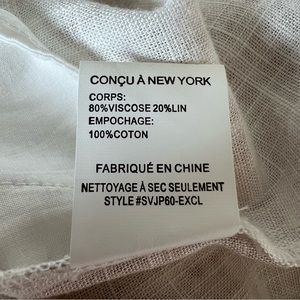 CONÇU À NEW YORK
CORPS:
80%VISCOSE 20%LIN
EMPOCHAGE:
100%COTON
FABRIQUÉ EN CHINE
NETTOYAGE À SEC SEULEMENT
STYLE #SVJP60-EXCL